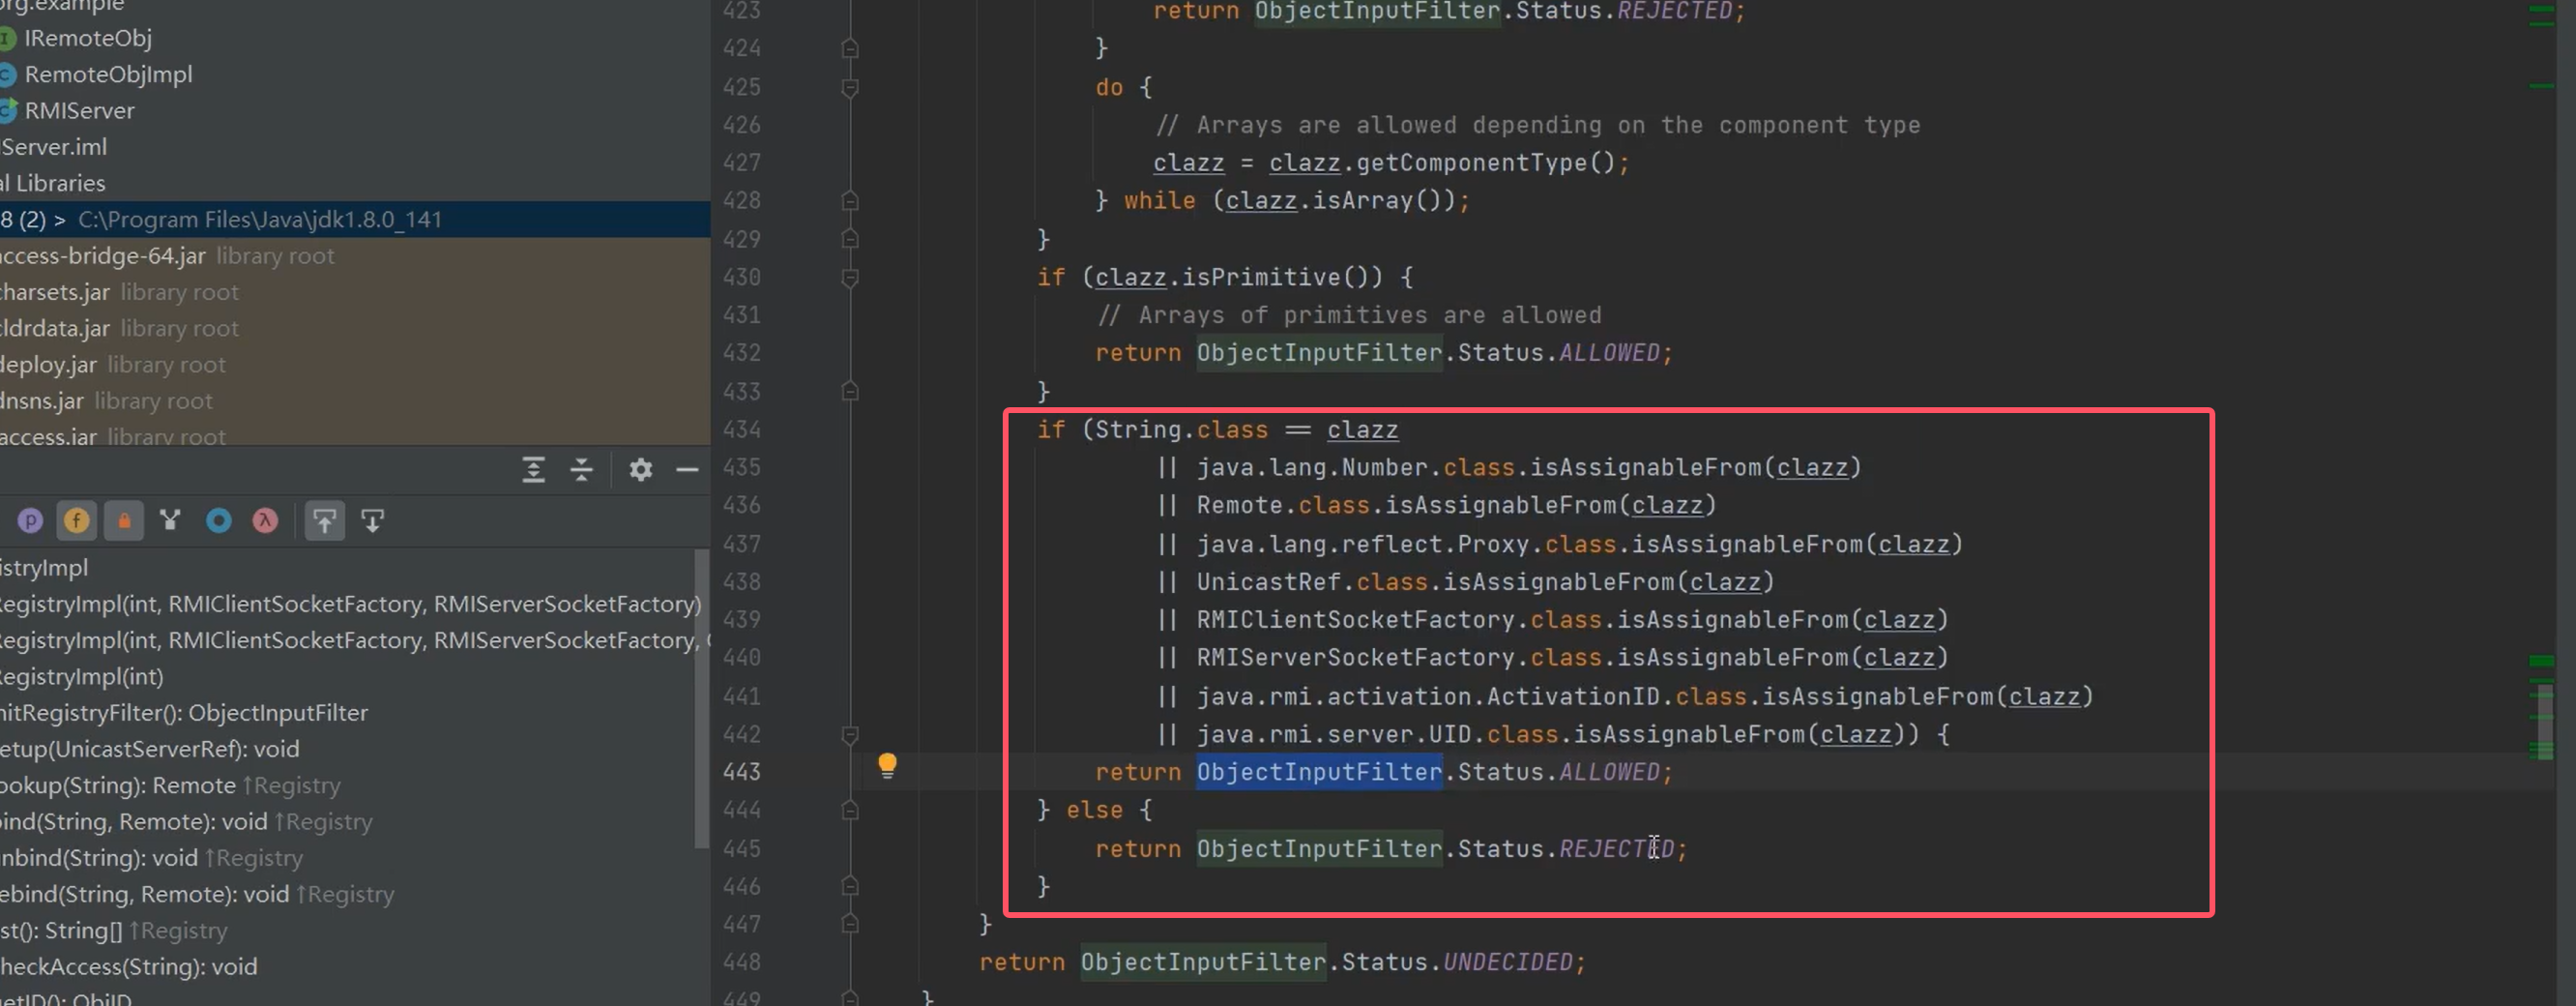 org.example
IRemoteObj
RemoteObjImpl
RMIServer
IServer.iml
al Libraries
8 (2) > C:\Program Files\Java\jdk1.8.0_141
access-bridge-64.jar library root
charsets.jar library root
cldrdata.jar library root
deploy.jar library root
dnsns.jar library root
access.jar library root
istryImpl
RegistryImpl(int, RMIClientSocketFactory, RMIServerSocketFactory)
RegistryImpl(int, RMIClientSocketFactory, RMIServerSocketFactory,
RegistryImpl(int)
nitRegistryFilter(): ObjectInputFilter
etup(UnicastServerRef): void
ookup(String): Remote ↑Registry
ind(String, Remote): void ↑Registry
nbind(String): void ↑Registry
ebind(String, Remote): void ↑Registry
st(): String[] ↑Registry
heckAccess(String): void
getID(): ObjID
423 return ObjectInputFilter.Status.REJECTED;
424 }
425 do {
426 // Arrays are allowed depending on the component type
427 clazz = clazz.getComponentType();
428 } while (clazz.isArray());
429 }
430 if (clazz.isPrimitive()) {
431 // Arrays of primitives are allowed
432 return ObjectInputFilter.Status.ALLOWED;
433 }
434 if (String.class == clazz
435 || java.lang.Number.class.isAssignableFrom(clazz)
436 || Remote.class.isAssignableFrom(clazz)
437 || java.lang.reflect.Proxy.class.isAssignableFrom(clazz)
438 || UnicastRef.class.isAssignableFrom(clazz)
439 || RMIClientSocketFactory.class.isAssignableFrom(clazz)
440 || RMIServerSocketFactory.class.isAssignableFrom(clazz)
441 || java.rmi.activation.ActivationID.class.isAssignableFrom(clazz)
442 || java.rmi.server.UID.class.isAssignableFrom(clazz)) {
443 return ObjectInputFilter.Status.ALLOWED;
444 } else {
445 return ObjectInputFilter.Status.REJECTED;
446 }
447 }
448 return ObjectInputFilter.Status.UNDECIDED;
449 }